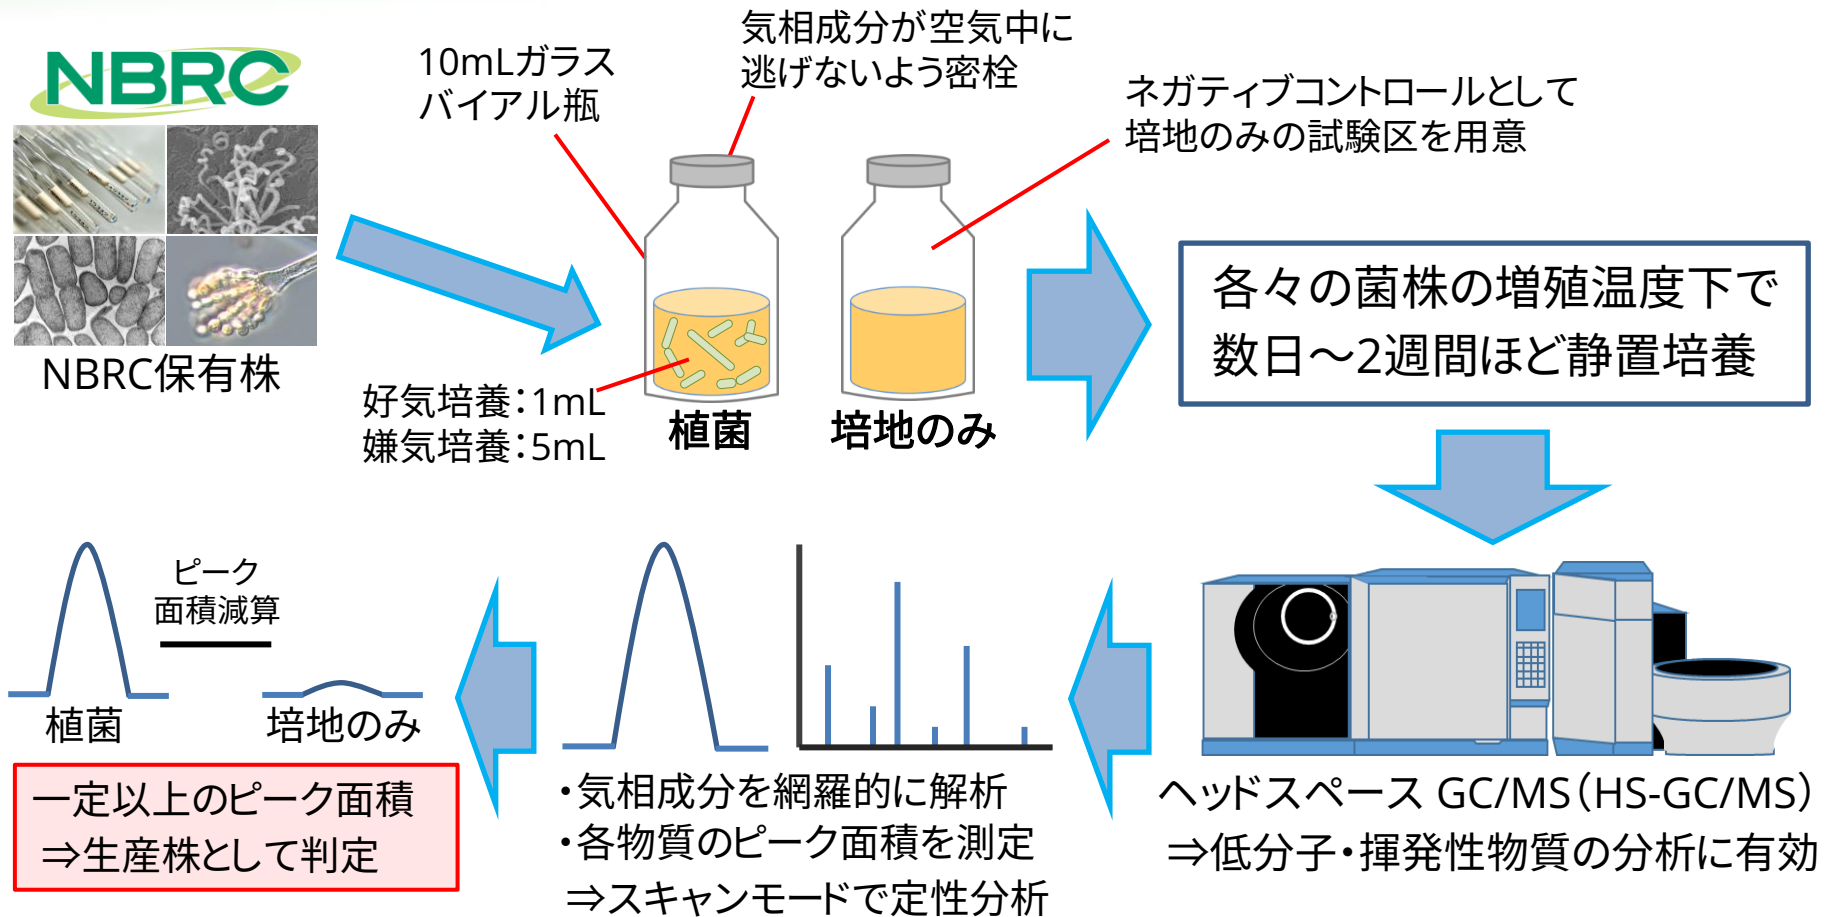 NBRC
NBRC保有株
10mLガラス
バイアル瓶
気相成分が空気中に
逃げないよう密栓
ネガティブコントロールとして
培地のみの試験区を用意
好気培養：1mL
嫌気培養：5mL
植菌
培地のみ
各々の菌株の増殖温度下で
数日～2週間ほど静置培養
ヘッドスペース GC/MS（HS-GC/MS）
⇒低分子・揮発性物質の分析に有効
・気相成分を網羅的に解析
・各物質のピーク面積を測定
⇒スキャンモードで定性分析
ピーク
面積減算
植菌
培地のみ
一定以上のピーク面積
⇒生産株として判定